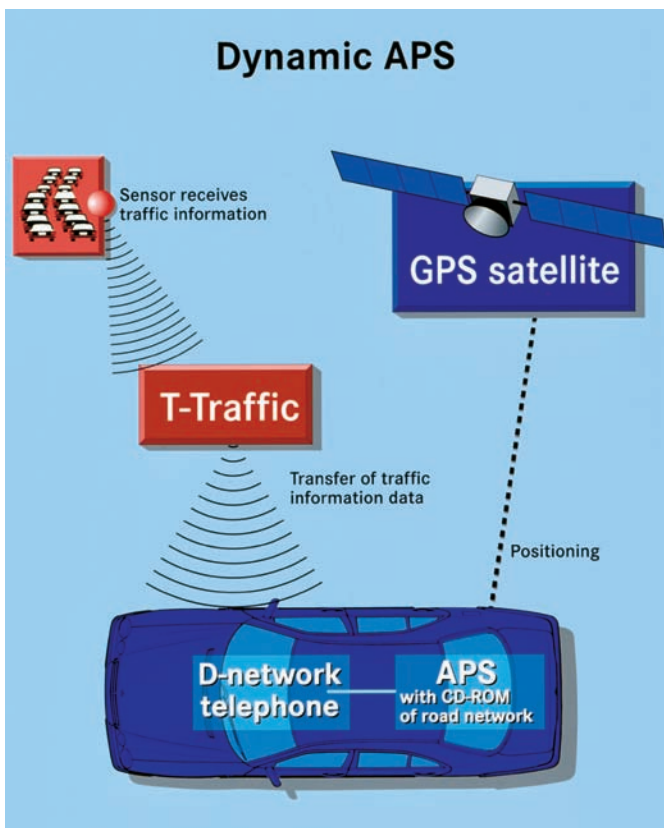 Dynamic APS
Sensor receives
traffic information
GPS satellite
T-Traffic
Transfer of traffic
information data
Positioning
D-network
telephone
APS
with CD-ROM
of road network